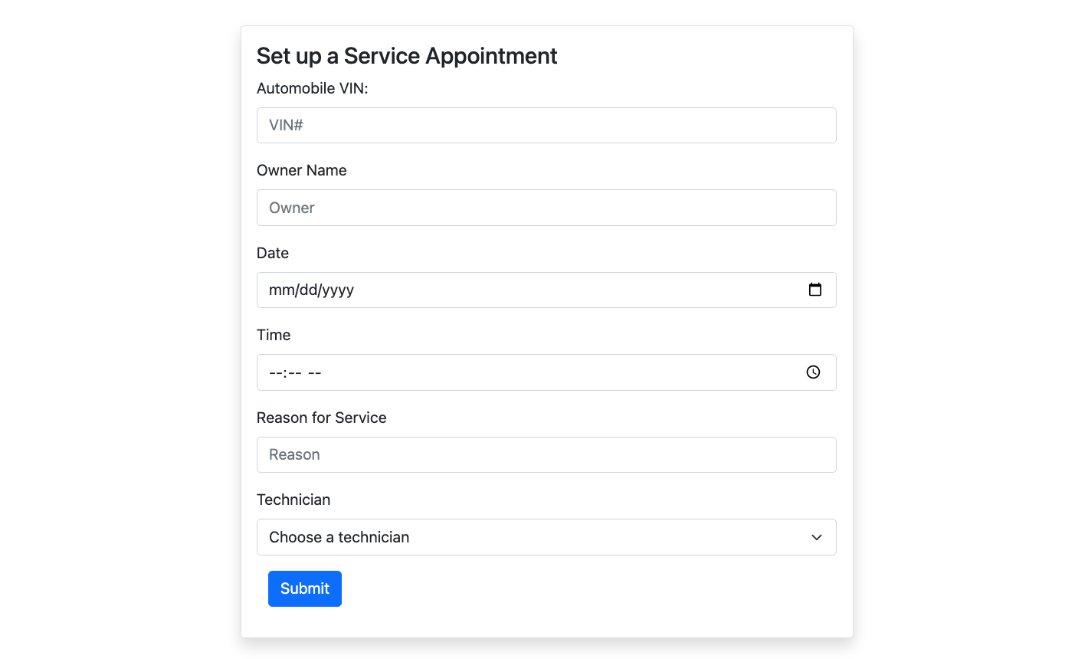 Set up a Service Appointment
Automobile VIN:
VIN#
Owner Name
Owner
Date
mm/dd/yyyy
Time
--:-- --
Reason for Service
Reason
Technician
Choose a technician
Submit